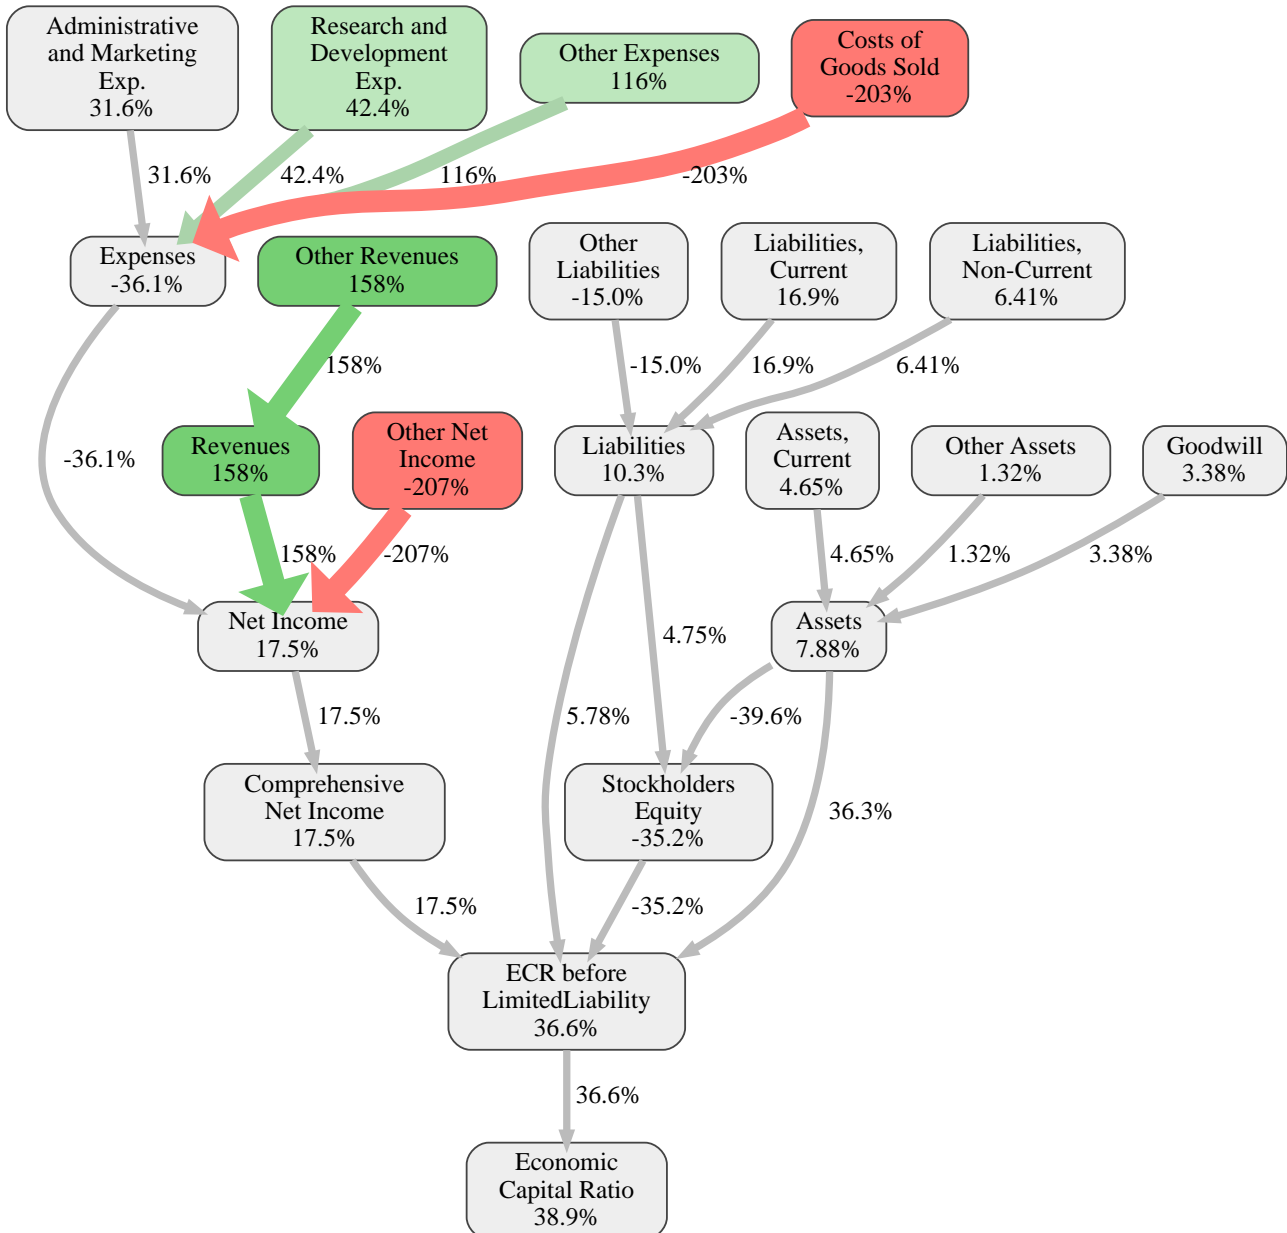 Administrative
and Marketing
Exp.
31.6%
Research and
Development
Exp.
42.4%
Other Expenses
116%
Costs of
Goods Sold
-203%
31.6%
42.4%
116%
-203%
Expenses
-36.1%
Other Revenues
158%
Other
Liabilities
-15.0%
Liabilities,
Current
16.9%
Liabilities,
Non-Current
6.41%
158%
-15.0%
16.9%
6.41%
-36.1%
Revenues
158%
Other Net
Income
-207%
Liabilities
10.3%
Assets,
Current
4.65%
Other Assets
1.32%
Goodwill
3.38%
158%
-207%
4.65%
1.32%
3.38%
Net Income
17.5%
4.75%
Assets
7.88%
17.5%
5.78%
-39.6%
Comprehensive
Net Income
17.5%
Stockholders
Equity
-35.2%
36.3%
17.5%
-35.2%
ECR before
LimitedLiability
36.6%
36.6%
Economic
Capital Ratio
38.9%